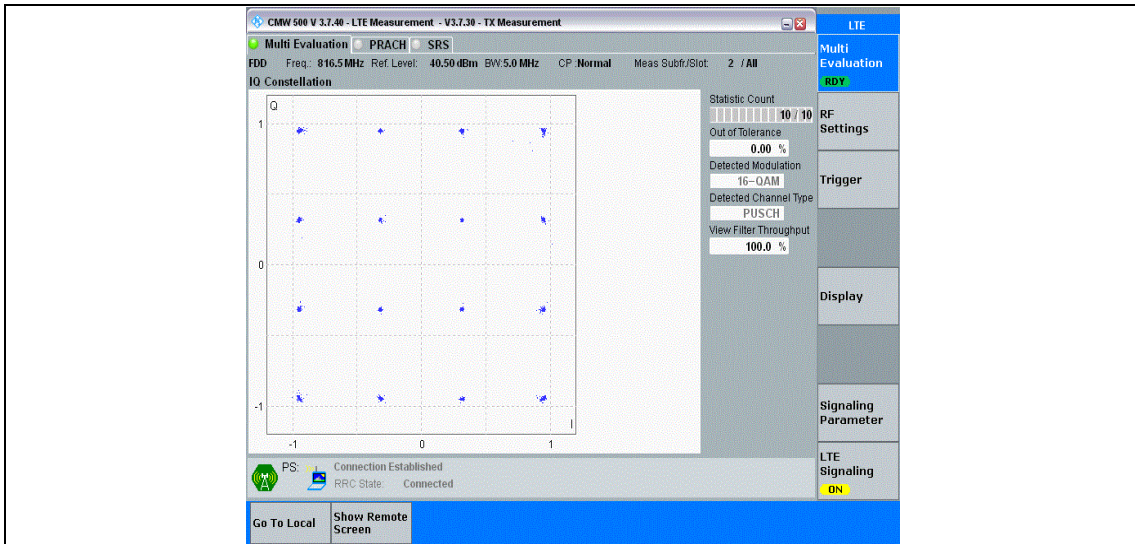 CMW 500 V 3.7.40 - LTE Measurement - V3.7.30 - TX Measurement
LTE
Multi Evaluation PRACH SRS
Multi
Evaluation
RDY
FDD Freq.: 816.5 MHz Ref. Level: 40.50 dBm BW:5.0 MHz CP :Normal Meas Subfr./Slot: 2 / All
IQ Constellation
Q
1
0
-1
-1
0
1
I
Statistic Count
10 / 10
Out of Tolerance
0.00 %
Detected Modulation
16-QAM
Detected Channel Type
PUSCH
View Filter Throughput
100.0 %
RF
Settings
Trigger
Display
Signaling
Parameter
LTE
Signaling
ON
PS: Connection Established
RRC State: Connected
Go To Local
Show Remote
Screen